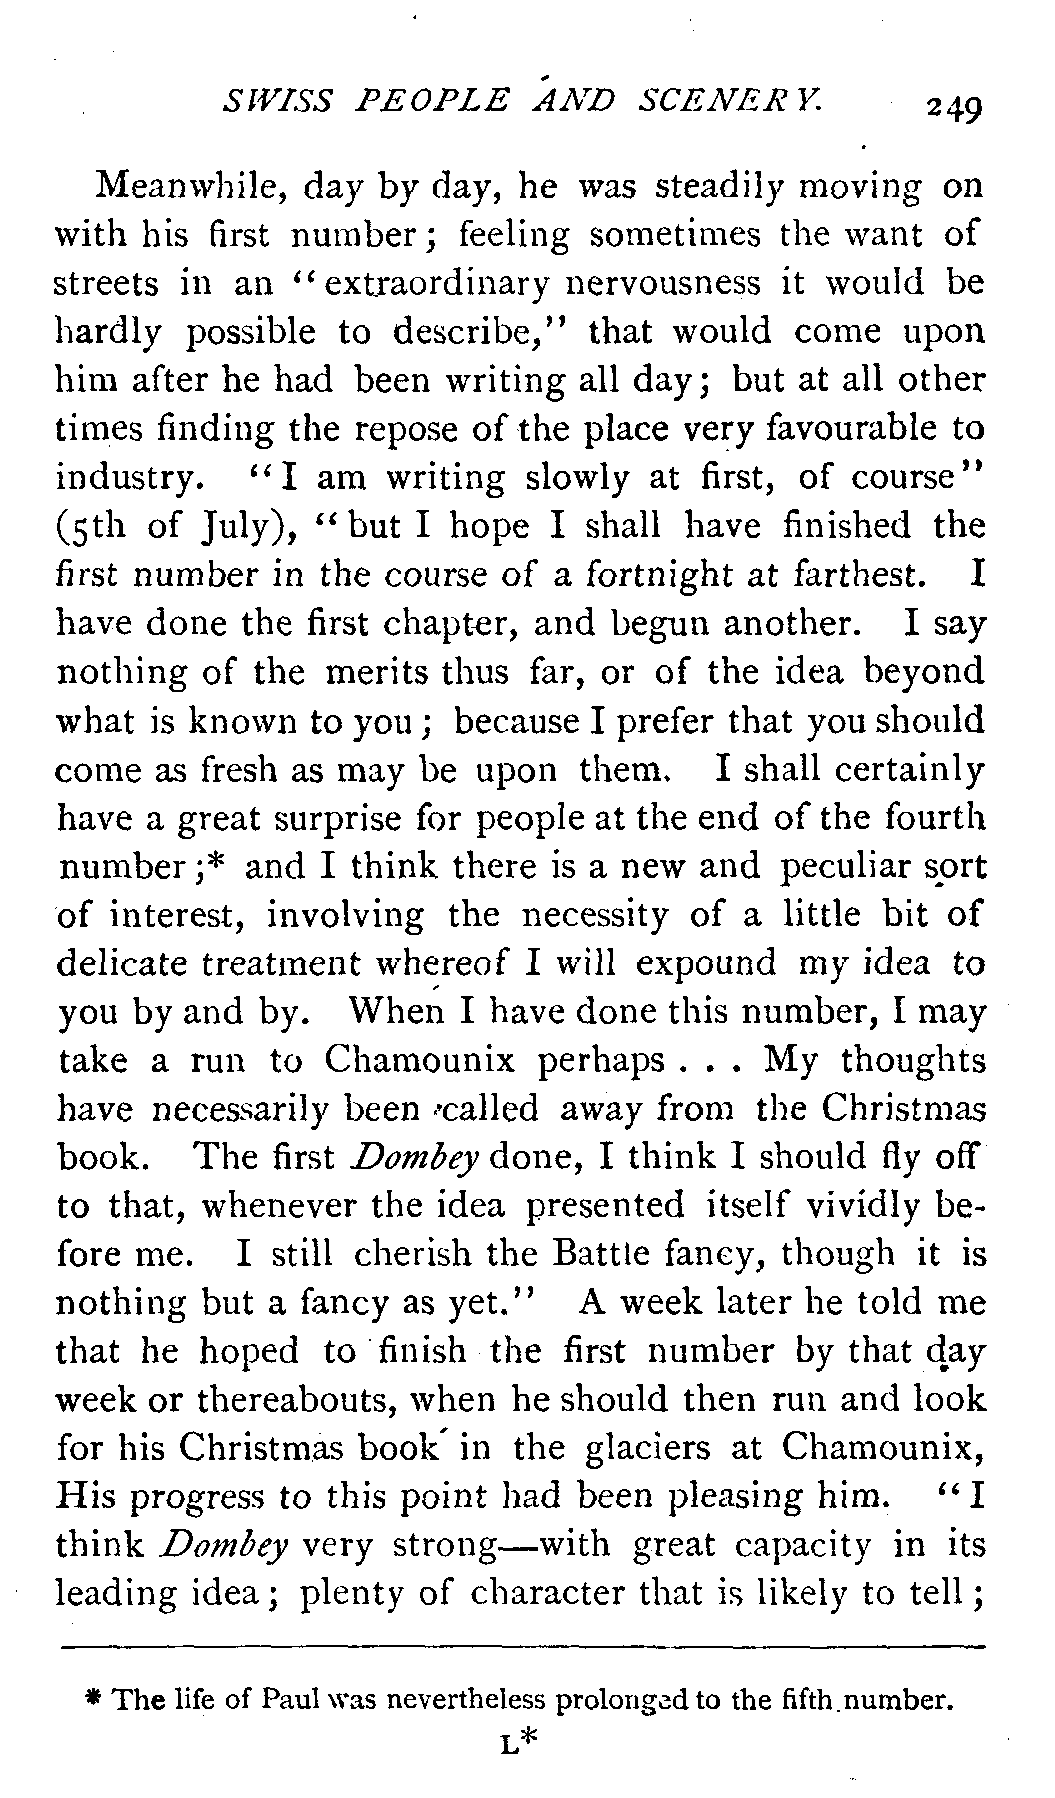 SWISS PEOPLE AND SCENERY. 249
Meanwhile, day by day, he was steadily moving on
with his first number; feeling sometimes the want of
streets in an "extraordinary nervousness it would be
hardly possible to describe," that would come upon
him after he had been writing all day; but at all other
times finding the repose of the place very favourable to
industry. "I am writing slowly at first, of course"
(5th of July), "but I hope I shall have finished the
first number in the course of a fortnight at farthest. I
have done the first chapter, and begun another. I say
nothing of the merits thus far, or of the idea beyond
what is known to you; because I prefer that you should
come as fresh as may be upon them. I shall certainly
have a great surprise for people at the end of the fourth
number;* and I think there is a new and peculiar sort
of interest, involving the necessity of a little bit of
delicate treatment whereof I will expound my idea to
you by and by. When I have done this number, I may
take a run to Chamounix perhaps . . . My thoughts
have necessarily been called away from the Christmas
book. The first Dombey done, I think I should fly off
to that, whenever the idea presented itself vividly be-
fore me. I still cherish the Battle fancy, though it is
nothing but a fancy as yet." A week later he told me
that he hoped to finish the first number by that day
week or thereabouts, when he should then run and look
for his Christmas book in the glaciers at Chamounix,
His progress to this point had been pleasing him. "I
think Dombey very strong—with great capacity in its
leading idea; plenty of character that is likely to tell;
* The life of Paul was nevertheless prolonged to the fifth number.
L*